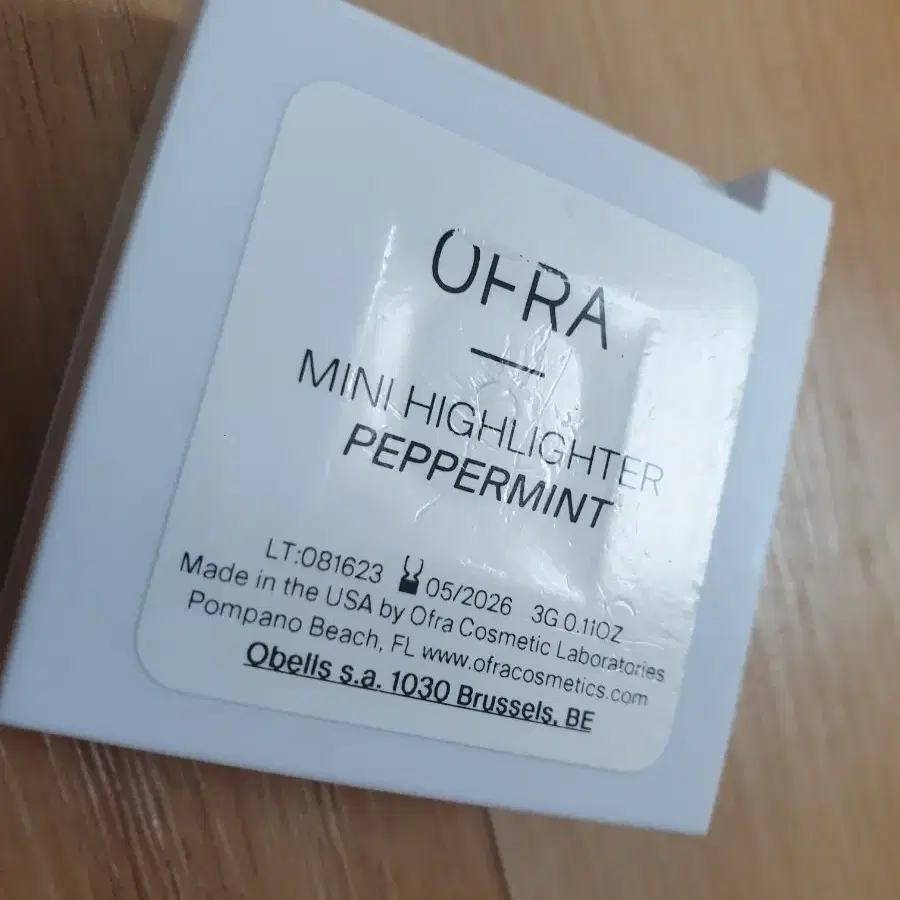 OFRA
MINI HIGHLIGHTER
PEPPERMINT
LT:081623 05/2026 3G 0.11OZ
Made in the USA by Ofra Cosmetic Laboratories
Pompano Beach, FL www.ofracosmetics.com
Obells s.a. 1030 Brussels, BE